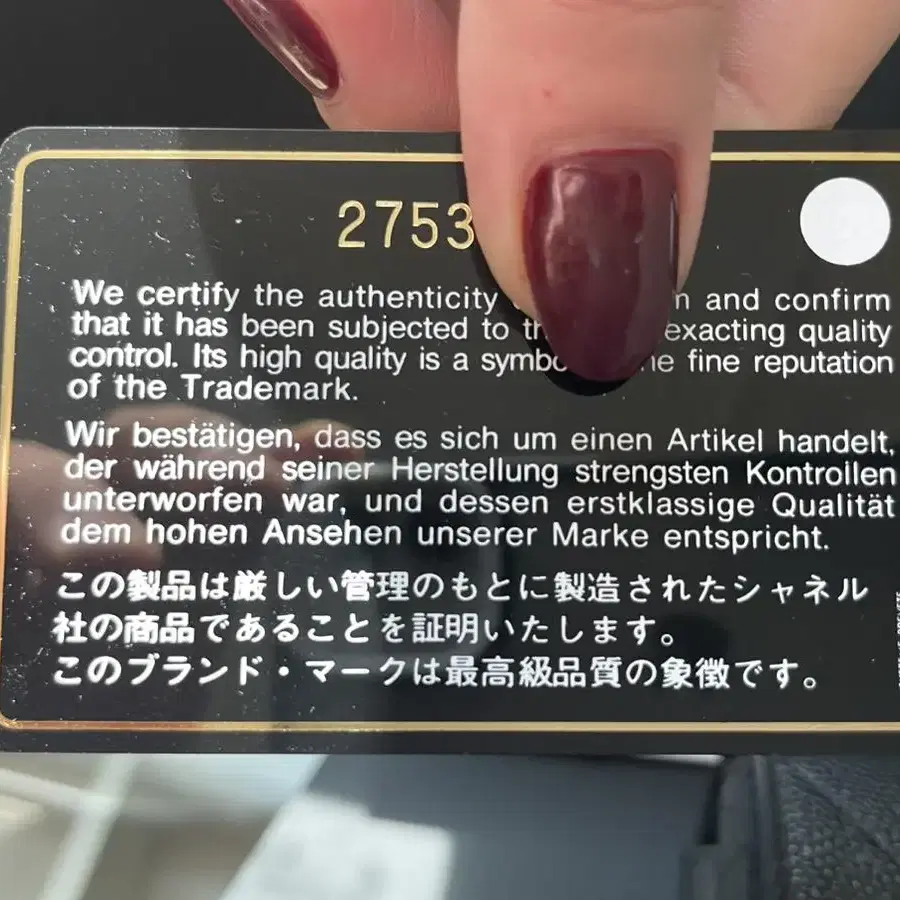 2753
We certify the authenticity and confirm
that it has been subjected to exacting quality
control. Its high quality is a fine reputation
of the Trademark.
Wir bestätigen, dass es sich um einen Artikel handelt,
der während seiner Herstellung strengsten Kontrollen
unterworfen war, und dessen erstklassige Qualität
dem hohen Ansehen unserer Marke entspricht.
この製品は厳しい管理のもとに製造されたシャネル
社の商品であることを証明いたします。
このブランド・マークは最高級品質の象徴です。